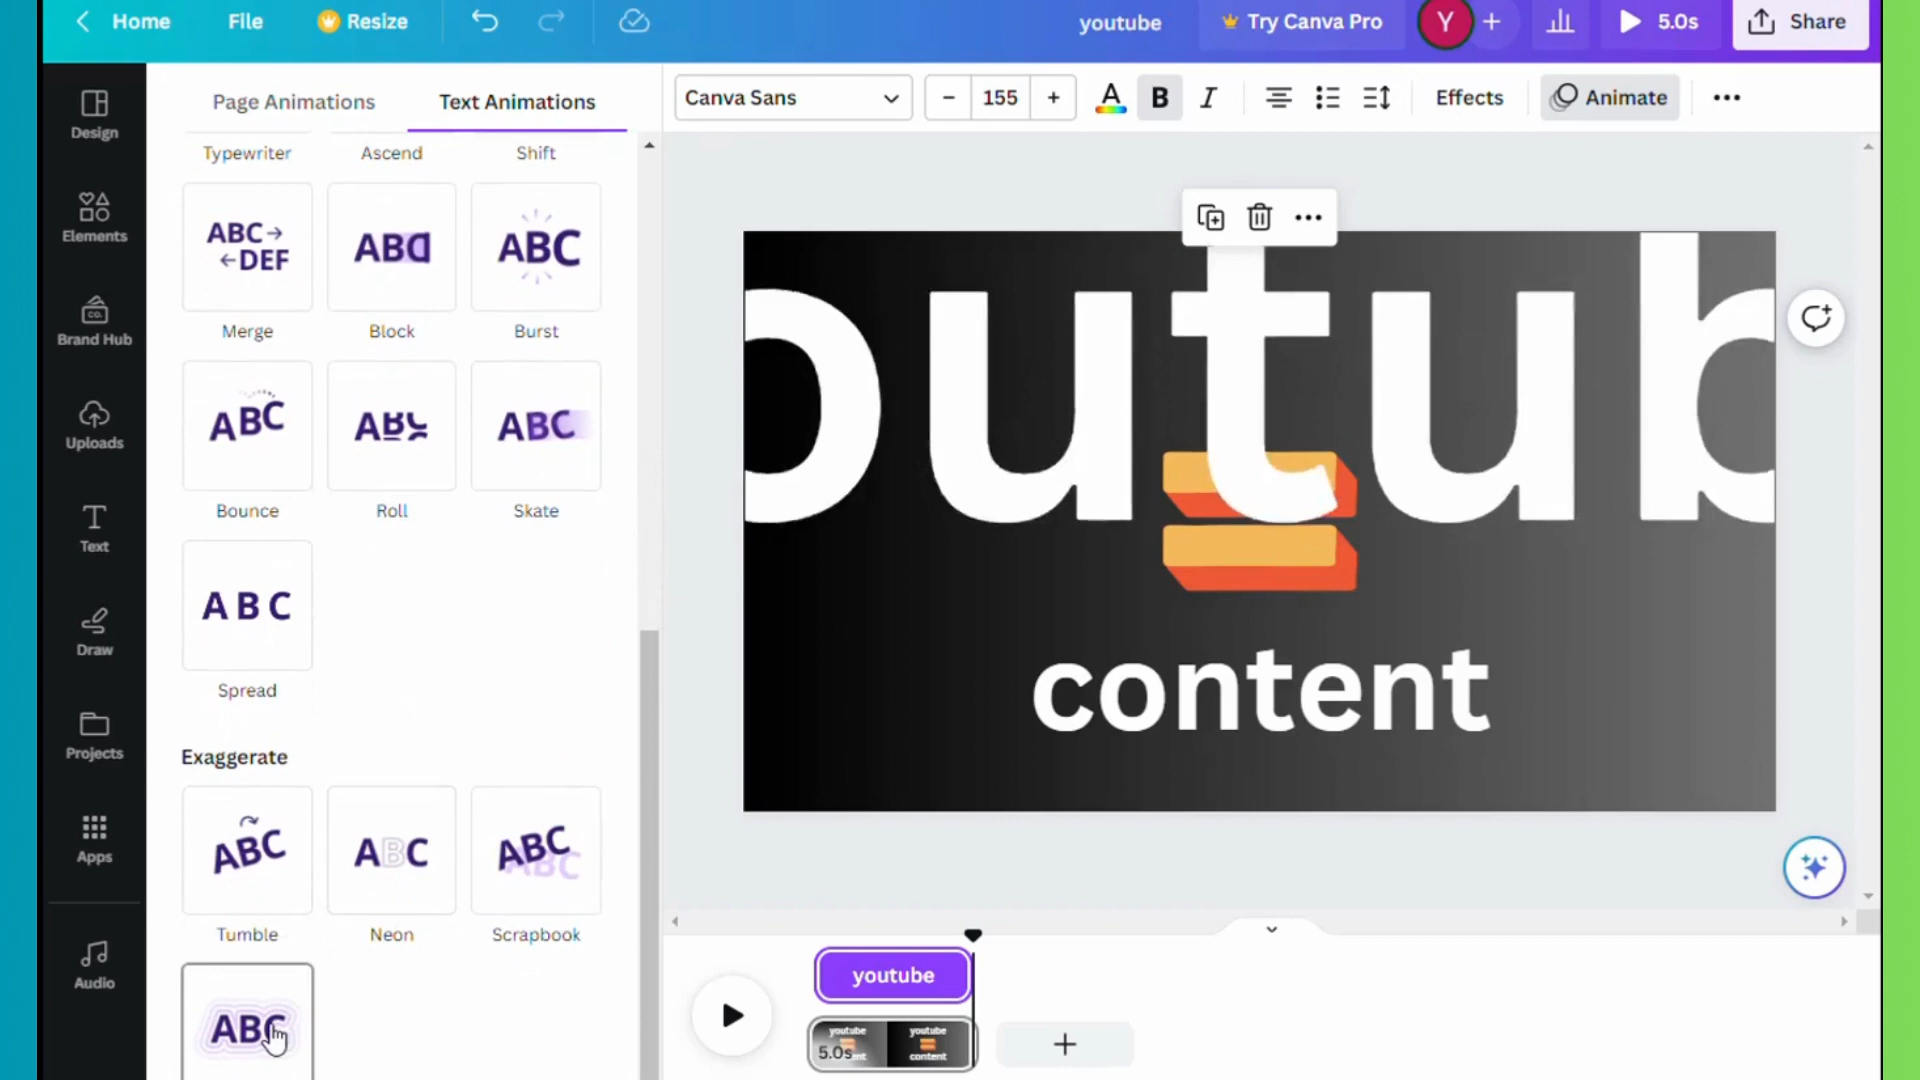 Home File Resize youtube Try Canva Pro Y + 5.0s Share
Design
Elements
Brand Hub
CO.
Uploads
Text
Draw
Projects
Apps
Audio
Page Animations Text Animations
Typewriter Ascend Shift
ABC→ ABC ABC
←DEF
Merge Block Burst
ABC ABC ABC
Bounce Roll Skate
ABC
Spread
Exaggerate
ABC ABC ABC
ABC
Tumble Neon Scrapbook
ABC
Canva Sans − 155 + A B I Effects Animate
outub
content
youtube
youtube youtube
5.0s ent content
+